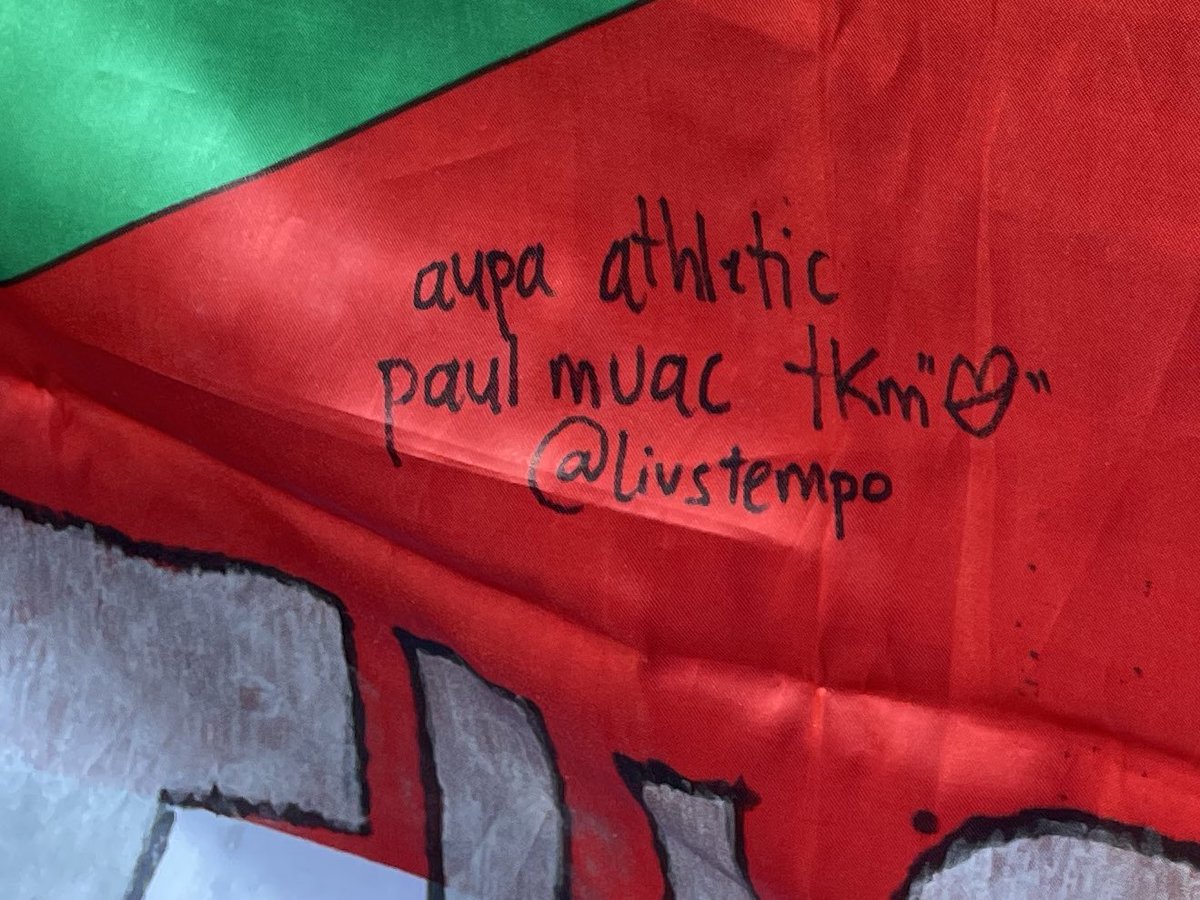 aupa athletic
paul muac tkm"♡"
@livstempo